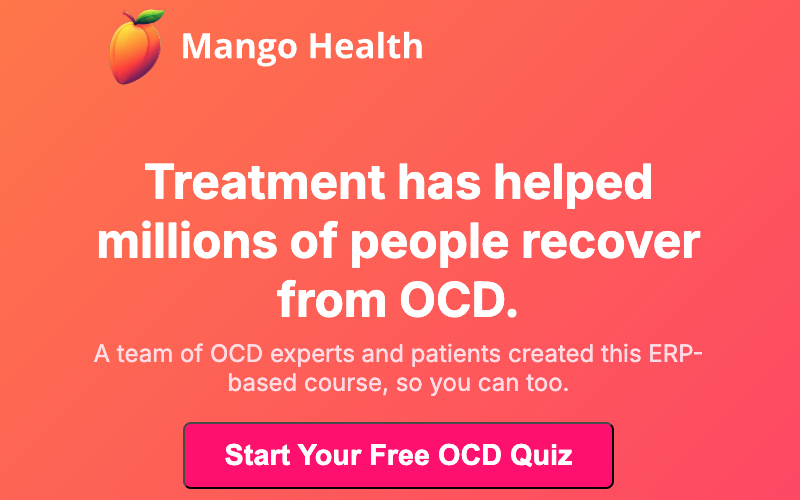 Mango Health
Treatment has helped
millions of people recover
from OCD.
A team of OCD experts and patients created this ERP-
based course, so you can too.
Start Your Free OCD Quiz